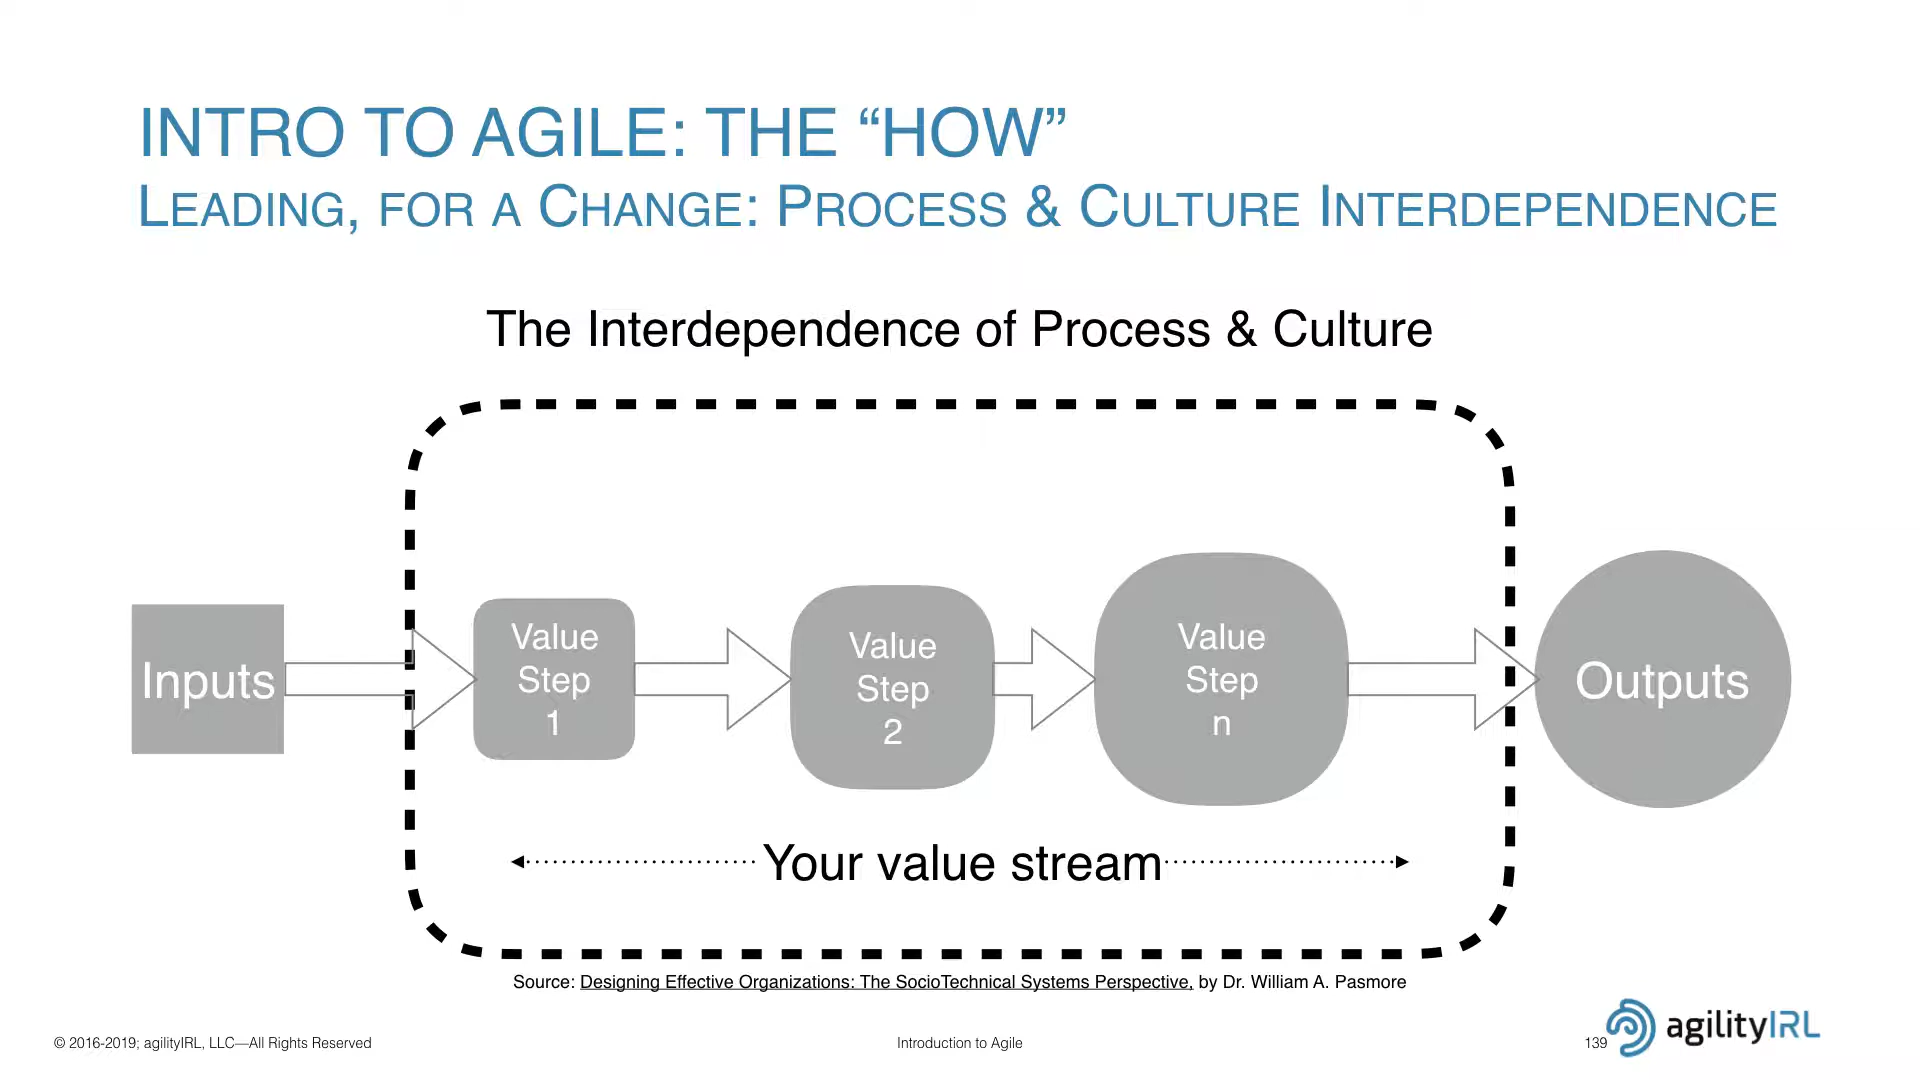 INTRO TO AGILE: THE “HOW”
LEADING, FOR A CHANGE: PROCESS & CULTURE INTERDEPENDENCE
The Interdependence of Process & Culture
Inputs
Value
Step
1
Value
Step
2
Value
Step
n
Outputs
Your value stream
Source: Designing Effective Organizations: The SocioTechnical Systems Perspective, by Dr. William A. Pasmore
© 2016-2019; agilityIRL, LLC—All Rights Reserved
Introduction to Agile
139
agilityIRL